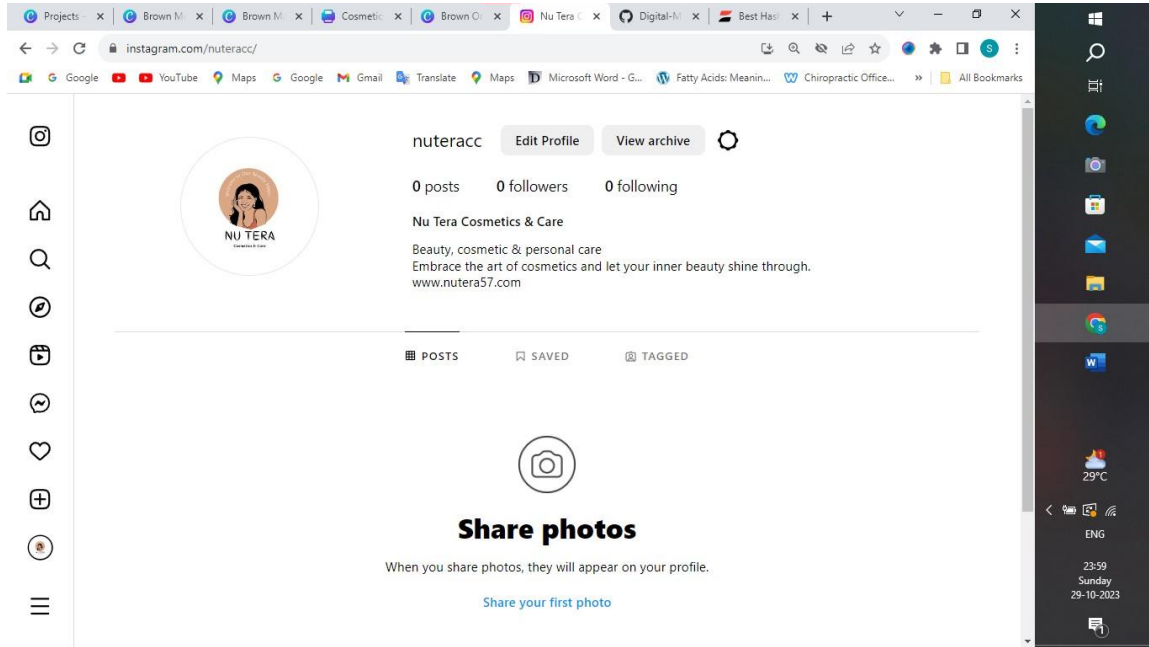 Projects -
Brown M
Brown M
Cosmetic
Brown O
Nu Tera C
Digital-M
Best Hasl
instagram.com/nuteracc/
S
G Google
YouTube
Maps
Google
Gmail
Translate
Maps
Microsoft Word - G...
Fatty Acids: Meanin...
Chiropractic Office...
»
All Bookmarks
nuteracc
Edit Profile
View archive
0 posts
0 followers
0 following
Nu Tera Cosmetics & Care
Beauty, cosmetic & personal care
Embrace the art of cosmetics and let your inner beauty shine through.
www.nutera57.com
NU TERA
Cosmetics & Care
POSTS
SAVED
TAGGED
Share photos
When you share photos, they will appear on your profile.
Share your first photo
29°C
ENG
23:59
Sunday
29-10-2023
1